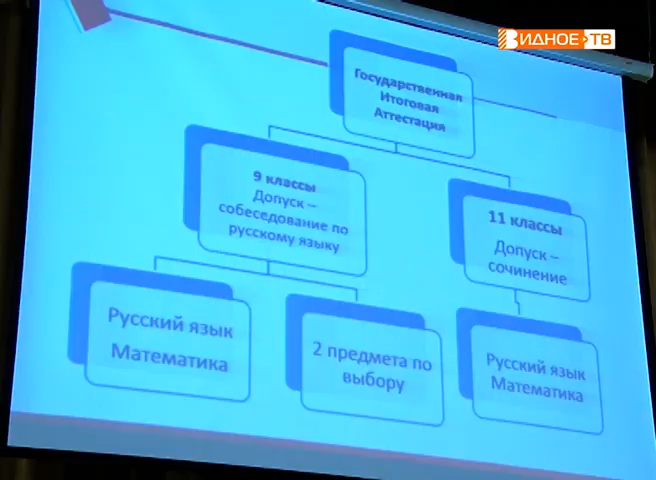 ВИДНОЕ ТВ
Государственная
Итоговая
Аттестация
9 классы
Допуск –
собеседование по
русскому языку
11 классы
Допуск –
сочинение
Русский язык
Математика
2 предмета по
выбору
Русский язык
Математика